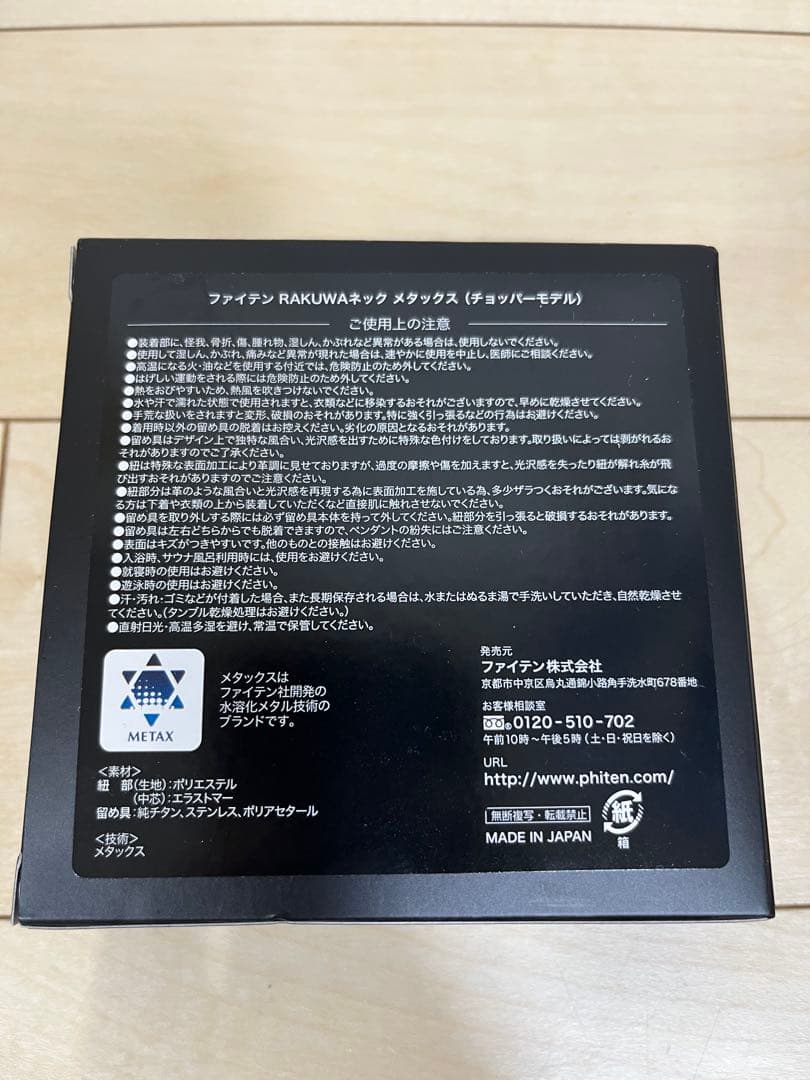 ファイテン RAKUWAネック メタックス (チョッパーモデル)
ご使用上の注意
●装着部に、怪我、骨折、傷、腫れ物、湿しん、かぶれなど異常がある場合は、使用しないでください。
●使用して湿しん、かぶれ、痛みなど異常が現れた場合は、速やかに使用を中止し、医師にご相談ください。
●高温になる火・油などを使用する付近では、危険防止のため外してください。
●はげしい運動をされる際には危険防止のため外してください。
●熱をおびやすいため、熱風を吹きつけないでください。
●水や汗で濡れた状態で使用されますと、衣類などに移染するおそれがございますので、早めに乾燥させてください。
●手荒な扱いをされますと変形、破損のおそれがあります。特に強く引っ張るなどの行為はお避けください。
●着用時以外の留め具の脱着はお控えください。劣化の原因となるおそれがあります。
●留め具はデザイン上で独特な風合い、光沢感を出すために特殊な色付けをしております。取り扱いによっては剥がれるお
それがありますのでご了承ください。
●紐は特殊な表面加工により革調に見せておりますが、過度の摩擦や傷を加えますと、光沢感を失ったり紐が解れ糸が飛
び出すおそれがありますのでご注意ください。
●紐部分は革のような風合いと光沢感を再現する為に表面加工を施している為、多少ザラつくおそれがございます。気にな
る方は下着や衣類の上から装着していただくなど直接肌に触れさせないでください。
●留め具を取り外しする際には必ず留め具本体を持って外してください。紐部分を引っ張ると破損するおそれがあります。
●留め具は左右どちらからでも脱着できますので、ペンダントの紛失にはご注意ください。
●表面はキズがつきやすいです。他のものとの接触はお避けください。
●入浴時、サウナ風呂利用時には、使用をお避けください。
●就寝時の使用はお避けください。
●遊泳時の使用はお避けください。
●汗・汚れ・ゴミなどが付着した場合、また長期保存される場合は、水またはぬるま湯で手洗いしていただき、自然乾燥させ
てください。(タンブル乾燥処理はお避けください。)
●直射日光・高温多湿を避け、常温で保管してください。
METAX
メタックスは
ファイテン社開発の
水溶化メタル技術の
ブランドです。
<素材>
紐 部(生地):ポリエステル
(中芯):エラストマー
留め具:純チタン、ステンレス、ポリアセタール
<技術>
メタックス
発売元
ファイテン株式会社
京都市中京区烏丸通錦小路角手洗水町678番地
お客様相談室
®0120-510-702
午前10時~午後5時(土・日・祝日を除く)
URL
http://www.phiten.com/
無断複写・転載禁止
MADE IN JAPAN
紙
箱